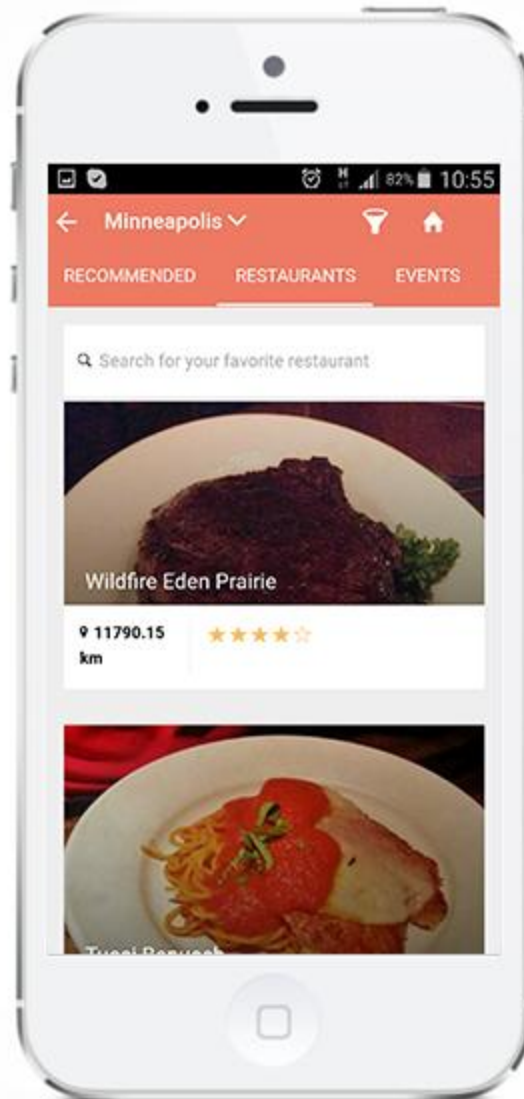 82% 10:55
Minneapolis
RECOMMENDED RESTAURANTS EVENTS
Search for your favorite restaurant
Wildfire Eden Prairie
11790.15
km